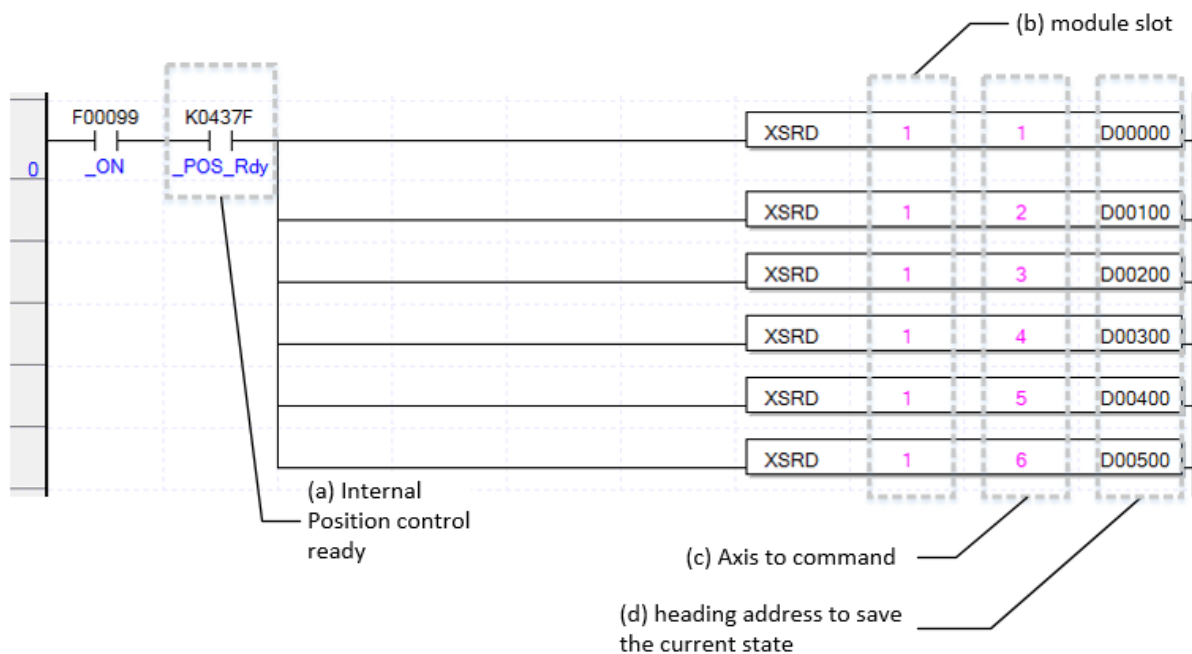 (b) module slot
F00099 K0437F
XSRD 1 1 D00000
0 _ON _POS_Rdy
XSRD 1 2 D00100
XSRD 1 3 D00200
XSRD 1 4 D00300
XSRD 1 5 D00400
XSRD 1 6 D00500
(a) Internal
Position control
ready
(c) Axis to command
(d) heading address to save
the current state